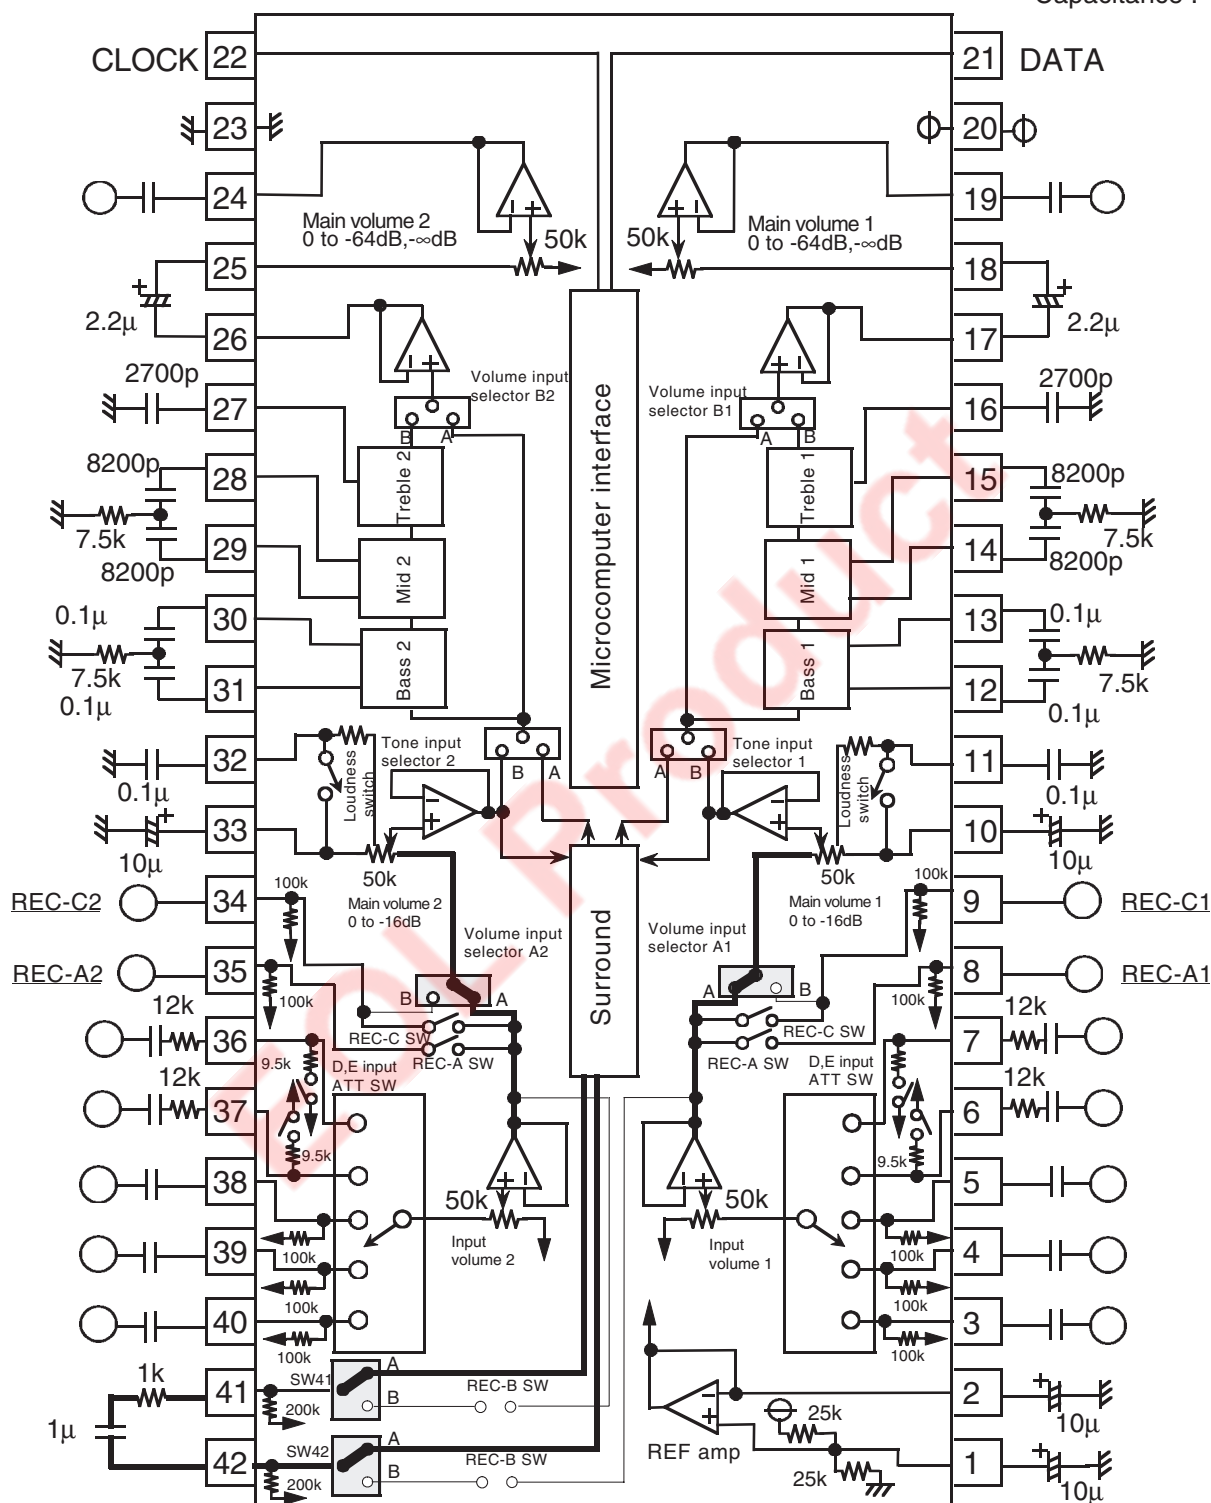 Capacitance :
CLOCK 22
21 DATA
23
20
24
19
Main volume 2
0 to -64dB,-∞dB
50k
50k
Main volume 1
0 to -64dB,-∞dB
25
18
2.2µ
2.2µ
26
17
2700p
27
Volume input
selector B2
Volume input
selector B1
2700p
16
B A
A B
8200p
28
Treble 2
Treble 1
15
8200p
7.5k
7.5k
29
8200p
Mid 2
Mid 1
14
8200p
Microcomputer interface
0.1µ
30
13
0.1µ
7.5k
7.5k
31
0.1µ
Bass 2
Bass 1
12
0.1µ
32
0.1µ
Loudness
switch
Tone input
selector 2
B A
A B
Tone input
selector 1
Loudness
switch
11
0.1µ
33
10µ
10
10µ
50k
Main volume 2
0 to -16dB
50k
Main volume 1
0 to -16dB
REC-C2
34
100k
100k
9
REC-C1
Volume input
selector A2
Volume input
selector A1
Surround
REC-A2
35
100k
B A
A B
100k
8
REC-A1
REC-C SW
REC-A SW
REC-C SW
REC-A SW
12k
36
9.5k
D,E input
ATT SW
D,E input
ATT SW
7
12k
12k
37
9.5k
9.5k
6
12k
38
50k
50k
5
100k
100k
Input
volume 2
Input
volume 1
39
100k
100k
4
40
100k
100k
3
1k
41
SW41
200k
A
B
REC-B SW
2
10µ
1µ
REF amp
25k
25k
42
SW42
200k
A
B
REC-B SW
1
10µ
EOL Product